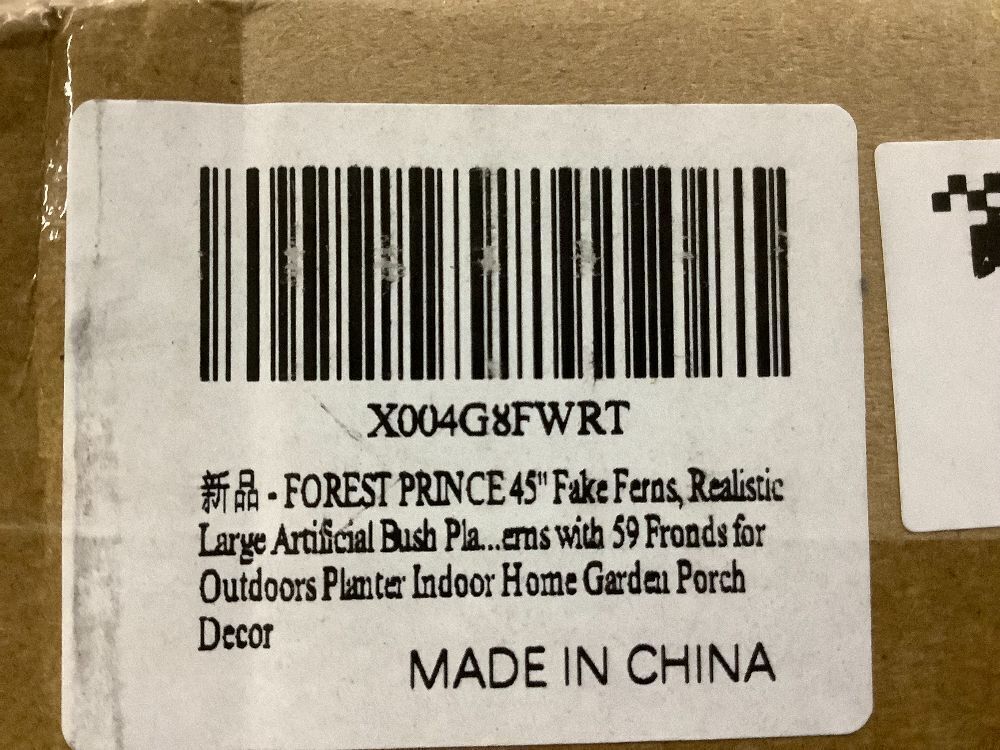 X004G8FWRT
新品 - FOREST PRINCE 45" Fake Ferns, Realistic
Large Artificial Bush Pla...erns with 59 Fronds for
Outdoors Planter Indoor Home Garden Porch
Decor
MADE IN CHINA